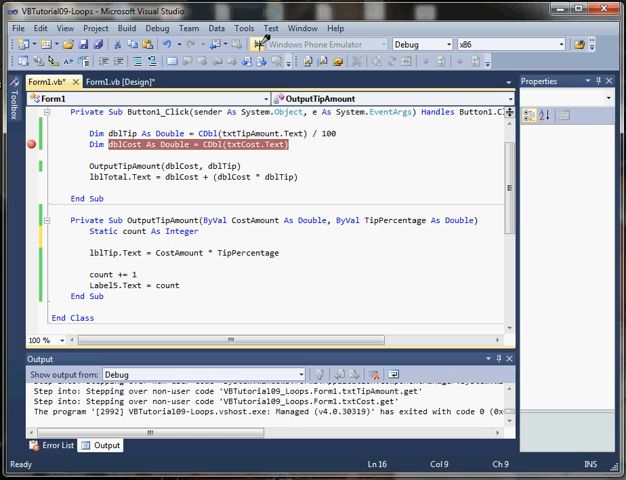 VBTutorial09-Loops - Microsoft Visual Studio
File Edit View Project Build Debug Team Data Tools Test Window Help
Windows Phone Emulator Debug x86
Form1.vb* Form1.vb [Design]*
Toolbox
Form1 OutputTipAmount
Private Sub Button1_Click(sender As System.Object, e As System.EventArgs) Handles Button1.C
Dim dblTip As Double = CDbl(txtTipAmount.Text) / 100
Dim dblCost As Double = CDbl(txtCost.Text)
OutputTipAmount(dblCost, dblTip)
lblTotal.Text = dblCost + (dblCost * dblTip)
End Sub
Private Sub OutputTipAmount(ByVal CostAmount As Double, ByVal TipPercentage As Double)
Static count As Integer
lblTip.Text = CostAmount * TipPercentage
count += 1
Label5.Text = count
End Sub
End Class
100 %
Properties
Output
Show output from: Debug
Step into: Stepping over non-user code 'VBTutorial09_Loops.Form1.txtTipAmount.get'
Step into: Stepping over non-user code 'VBTutorial09_Loops.Form1.txtCost.get'
The program '[2992] VBTutorial09-Loops.vshost.exe: Managed (v4.0.30319)' has exited with code 0 (0x
Error List Output
Ready Ln 16 Col 9 Ch 9 INS